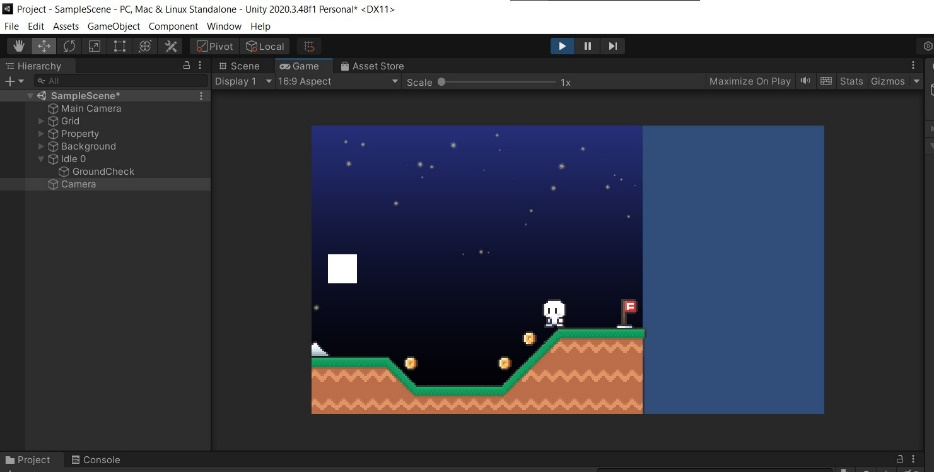 Project - SampleScene - PC, Mac & Linux Standalone - Unity 2020.3.48f1 Personal* <DX11>
File Edit Assets GameObject Component Window Help
Pivot Local
Hierarchy Scene Game Asset Store
All Display 1 16:9 Aspect Scale 1x Maximize On Play Stats Gizmos
SampleScene*
Main Camera
Grid
Property
Background
Idle 0
GroundCheck
Camera
F
Project Console